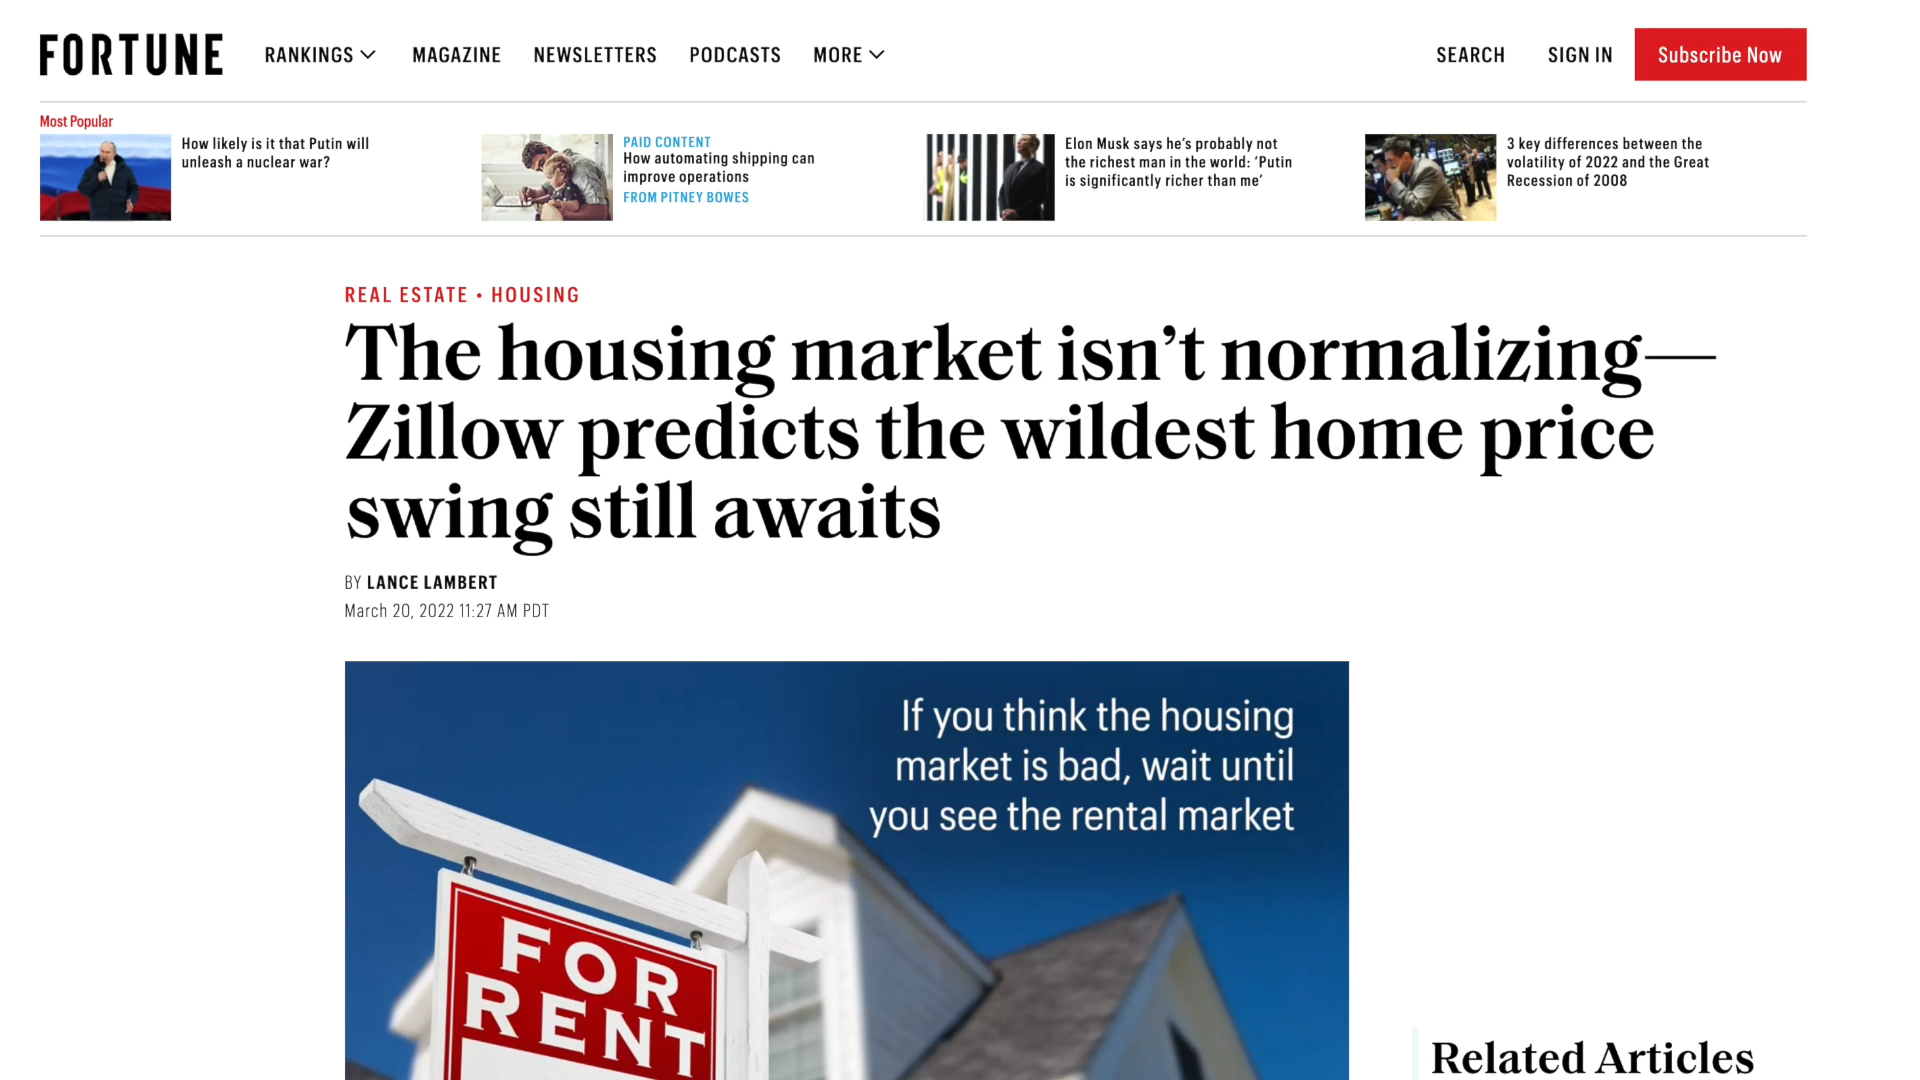 FORTUNE
RANKINGS
MAGAZINE
NEWSLETTERS
PODCASTS
MORE
SEARCH
SIGN IN
Subscribe Now
Most Popular
How likely is it that Putin will
unleash a nuclear war?
PAID CONTENT
How automating shipping can
improve operations
FROM PITNEY BOWES
Elon Musk says he’s probably not
the richest man in the world: ‘Putin
is significantly richer than me’
3 key differences between the
volatility of 2022 and the Great
Recession of 2008
REAL ESTATE • HOUSING
The housing market isn’t normalizing—
Zillow predicts the wildest home price
swing still awaits
BY LANCE LAMBERT
March 20, 2022 11:27 AM PDT
If you think the housing
market is bad, wait until
you see the rental market
FOR
RENT
Related Articles